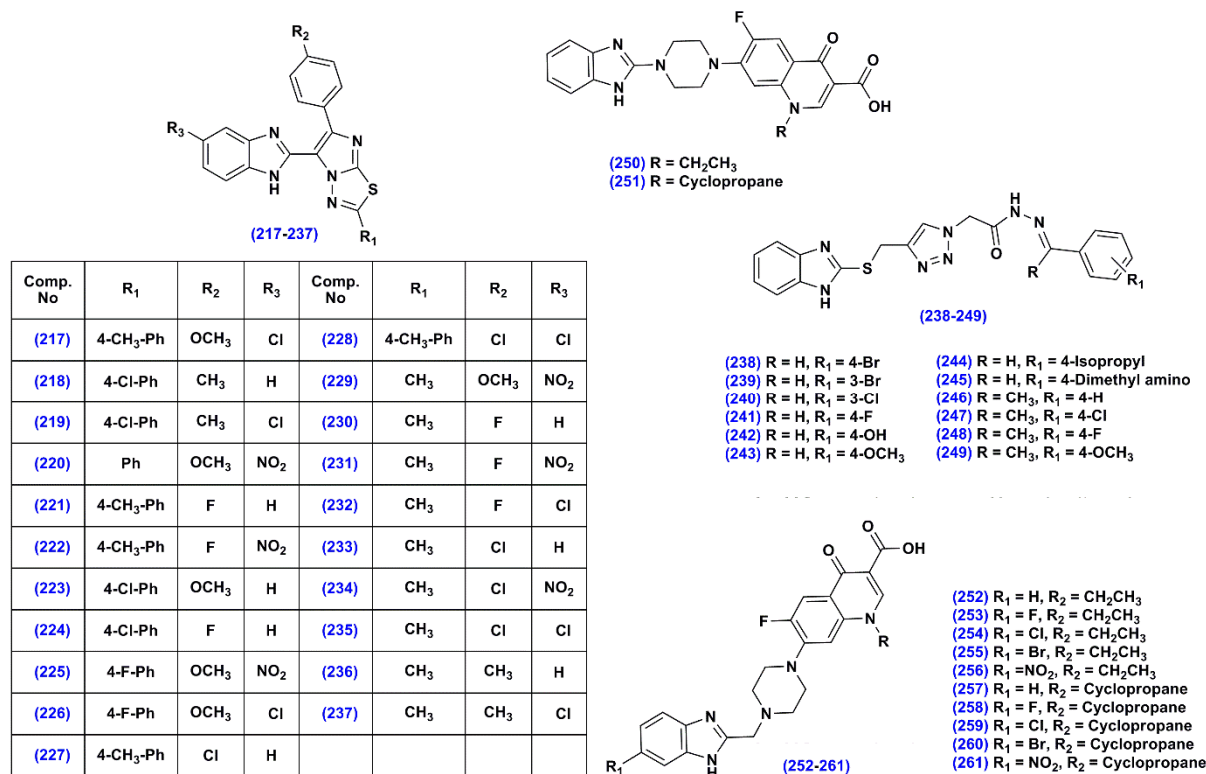 R2
R3
N
N
H
N
N
N
S
R1
(217-237)
Comp. No R1 R2 R3 Comp. No R1 R2 R3
(217) 4-CH3-Ph OCH3 Cl (228) 4-CH3-Ph Cl Cl
(218) 4-Cl-Ph CH3 H (229) CH3 OCH3 NO2
(219) 4-Cl-Ph CH3 Cl (230) CH3 F H
(220) Ph OCH3 NO2 (231) CH3 F NO2
(221) 4-CH3-Ph F H (232) CH3 F Cl
(222) 4-CH3-Ph F NO2 (233) CH3 Cl H
(223) 4-Cl-Ph OCH3 H (234) CH3 Cl NO2
(224) 4-Cl-Ph F H (235) CH3 Cl Cl
(225) 4-F-Ph OCH3 NO2 (236) CH3 CH3 H
(226) 4-F-Ph OCH3 Cl (237) CH3 CH3 Cl
(227) 4-CH3-Ph Cl H
F O O
N N N OH
N
H
N
R
(250) R = CH2CH3
(251) R = Cyclopropane
H
N N
N
N
N
N
S
O R
R1
N
H
(238-249)
(238) R = H, R1 = 4-Br
(239) R = H, R1 = 3-Br
(240) R = H, R1 = 3-Cl
(241) R = H, R1 = 4-F
(242) R = H, R1 = 4-OH
(243) R = H, R1 = 4-OCH3
(244) R = H, R1 = 4-Isopropyl
(245) R = H, R1 = 4-Dimethyl amino
(246) R = CH3, R1 = 4-H
(247) R = CH3, R1 = 4-Cl
(248) R = CH3, R1 = 4-F
(249) R = CH3, R1 = 4-OCH3
O
O OH
F N
R
N
N
N
N
H
R1
(252-261)
(252) R1 = H, R2 = CH2CH3
(253) R1 = F, R2 = CH2CH3
(254) R1 = Cl, R2 = CH2CH3
(255) R1 = Br, R2 = CH2CH3
(256) R1 =NO2, R2 = CH2CH3
(257) R1 = H, R2 = Cyclopropane
(258) R1 = F, R2 = Cyclopropane
(259) R1 = Cl, R2 = Cyclopropane
(260) R1 = Br, R2 = Cyclopropane
(261) R1 = NO2, R2 = Cyclopropane